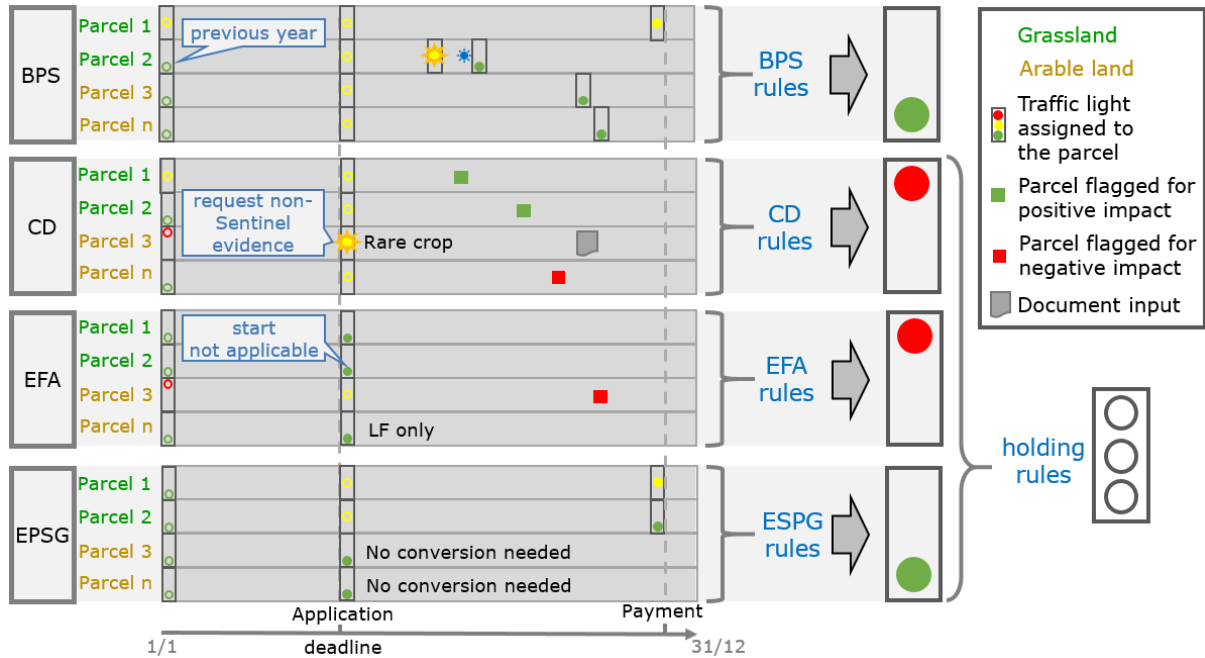 BPS
Parcel 1
Parcel 2
Parcel 3
Parcel n
previous year
BPS
rules
CD
Parcel 1
Parcel 2
Parcel 3
Parcel n
request non-
Sentinel
evidence
Rare crop
CD
rules
EFA
Parcel 1
Parcel 2
Parcel 3
Parcel n
start
not applicable
LF only
EFA
rules
EPSG
Parcel 1
Parcel 2
Parcel 3
Parcel n
No conversion needed
No conversion needed
ESPG
rules
Application
deadline
Payment
1/1
31/12
Grassland
Arable land
Traffic light
assigned to
the parcel
Parcel flagged for
positive impact
Parcel flagged for
negative impact
Document input
holding
rules